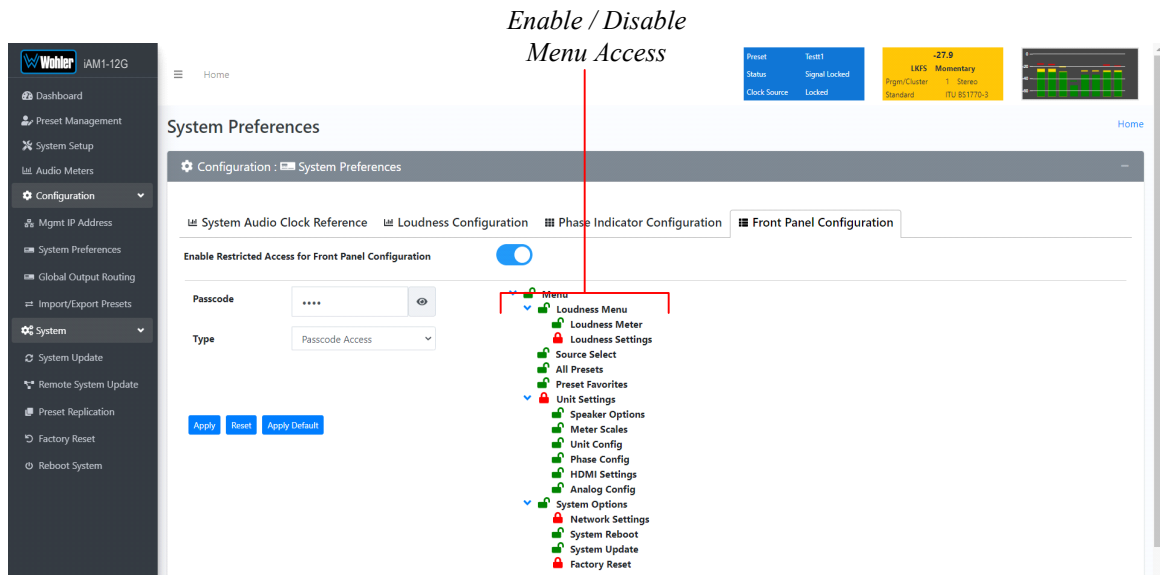 Enable / Disable
Menu Access
Wohler iAM1-12G
Dashboard
Preset Management
System Setup
Audio Meters
Configuration
Mgmt IP Address
System Preferences
Global Output Routing
Import/Export Presets
System
System Update
Remote System Update
Preset Replication
Factory Reset
Reboot System
Home
Preset Testt1
Status Signal Locked
Clock Source Locked
-27.9
LKFS Momentary
Prgm/Cluster 1 Stereo
Standard ITU BS1770-3
System Preferences
Home
Configuration : System Preferences
System Audio Clock Reference Loudness Configuration Phase Indicator Configuration Front Panel Configuration
Enable Restricted Access for Front Panel Configuration
Passcode
Type Passcode Access
Apply Reset Apply Default
Menu
Loudness Menu
Loudness Meter
Loudness Settings
Source Select
All Presets
Preset Favorites
Unit Settings
Speaker Options
Meter Scales
Unit Config
Phase Config
HDMI Settings
Analog Config
System Options
Network Settings
System Reboot
System Update
Factory Reset